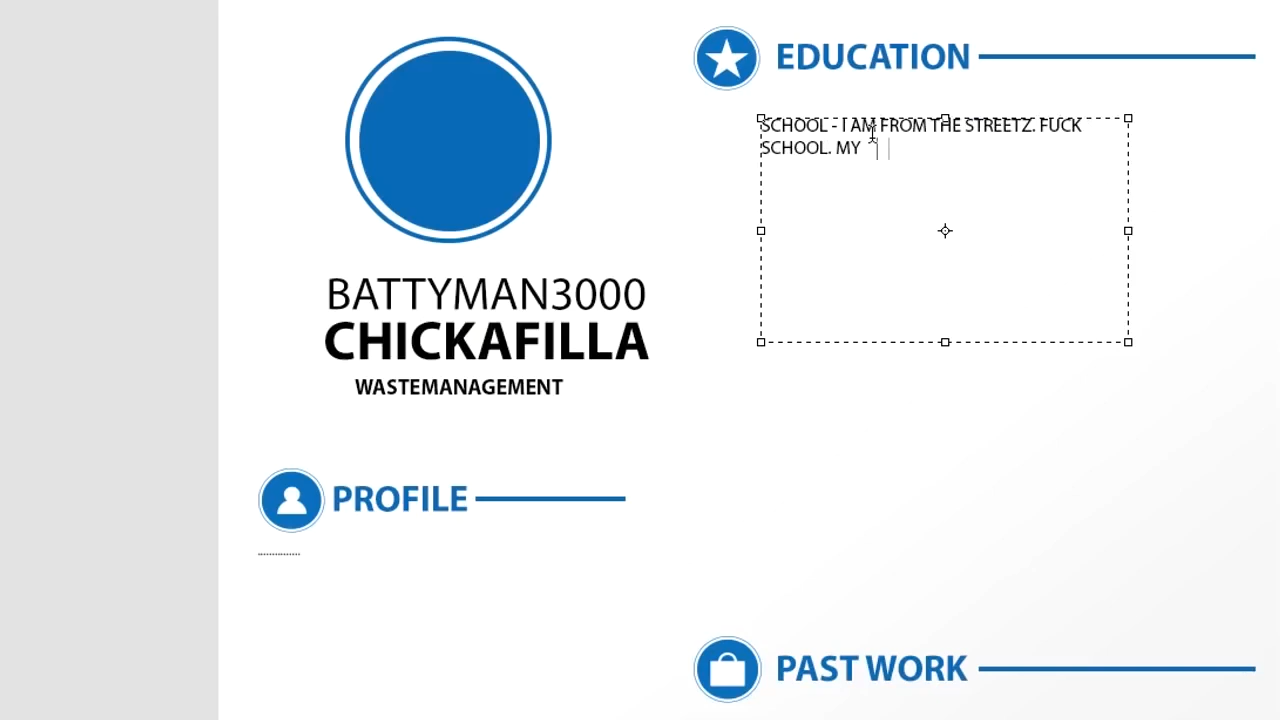 BATTYMAN3000
CHICKAFILLA
WASTEMANAGEMENT
PROFILE
...............
EDUCATION
SCHOOL - I AM FROM THE STREETZ. FUCK
SCHOOL. MY
PAST WORK